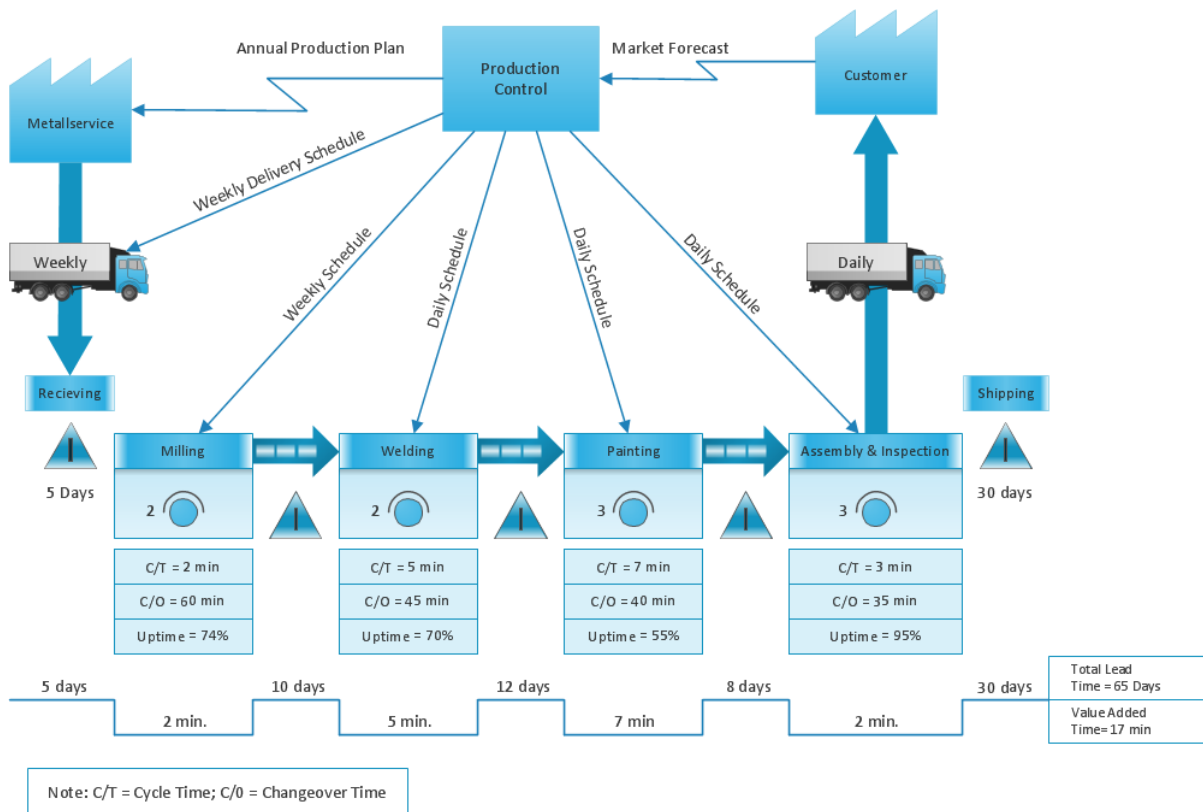 Annual Production Plan
Market Forecast
Production
Control
Customer
Metallservice
Weekly Delivery Schedule
Weekly
Weekly Schedule
Daily Schedule
Daily Schedule
Daily Schedule
Daily
Recieving
Shipping
Milling
Welding
Painting
Assembly & Inspection
5 Days
2
I
2
I
3
I
3
30 days
I
I
C/T = 2 min
C/O = 60 min
Uptime = 74%
C/T = 5 min
C/O = 45 min
Uptime = 70%
C/T = 7 min
C/O = 40 min
Uptime = 55%
C/T = 3 min
C/O = 35 min
Uptime = 95%
5 days
2 min.
10 days
5 min.
12 days
7 min
8 days
2 min.
30 days
Total Lead
Time = 65 Days
Value Added
Time= 17 min
Note: C/T = Cycle Time; C/0 = Changeover Time